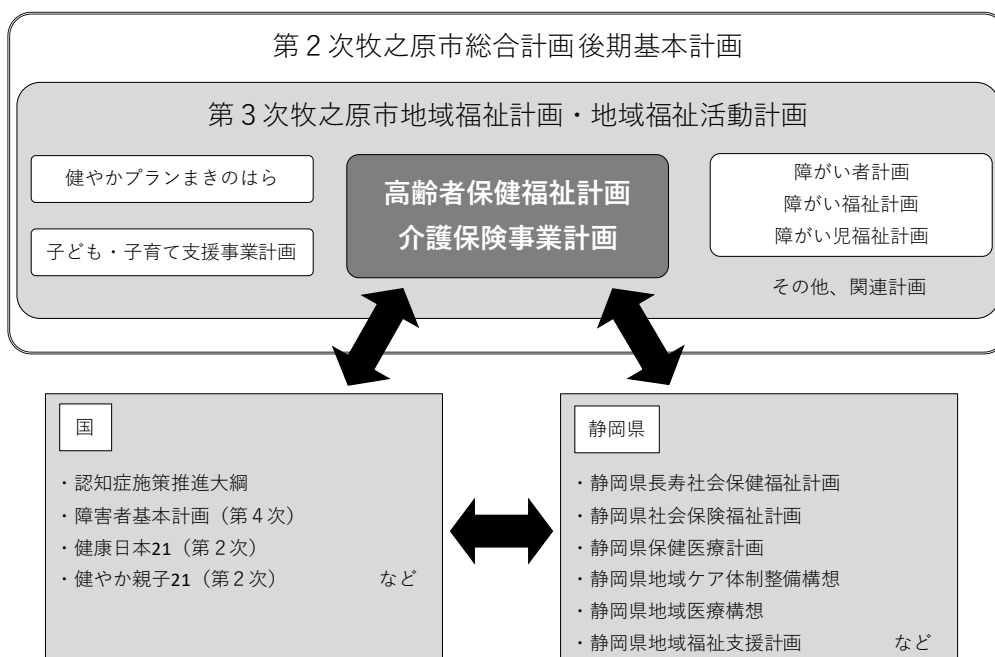 第２次牧之原市総合計画後期基本計画
第３次牧之原市地域福祉計画・地域福祉活動計画
健やかプランまきのはら
子ども・子育て支援事業計画
高齢者保健福祉計画
介護保険事業計画
障がい者計画
障がい福祉計画
障がい児福祉計画
その他、関連計画
国
・認知症施策推進大綱
・障害者基本計画（第４次）
・健康日本21（第２次）
・健やか親子21（第２次） など
静岡県
・静岡県長寿社会保健福祉計画
・静岡県社会保険福祉計画
・静岡県保健医療計画
・静岡県地域ケア体制整備構想
・静岡県地域医療構想
・静岡県地域福祉支援計画 など